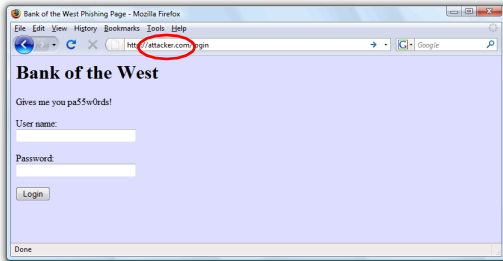 Bank of the West Phishing Page - Mozilla Firefox
File Edit View History Bookmarks Tools Help
http://attacker.com/login
G Google
Bank of the West
Gives me you pa55w0rds!
User name:
Password:
Login
Done